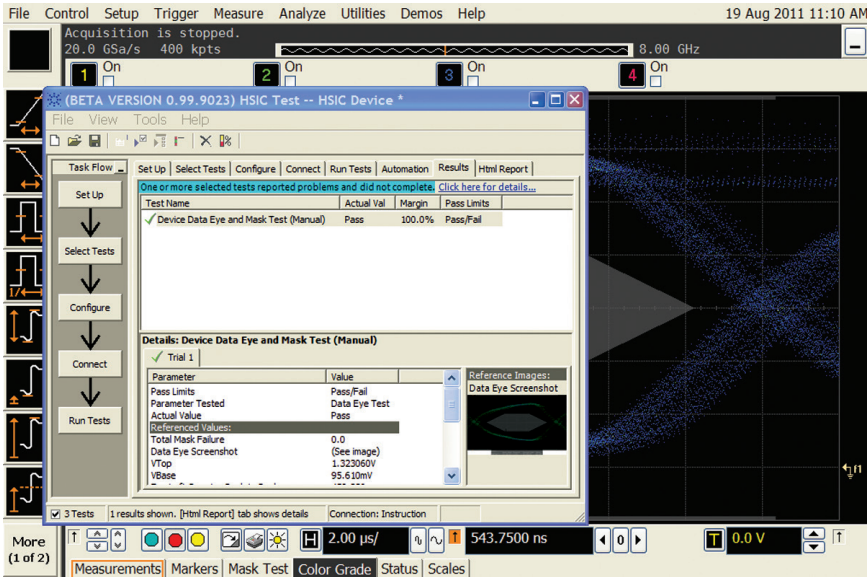 File Control Setup Trigger Measure Analyze Utilities Demos Help 19 Aug 2011 11:10 AM
Acquisition is stopped.
20.0 GSa/s 400 kpts 8.00 GHz
1 On 2 On 3 On 4 On
(BETA VERSION 0.99.9023) HSIC Test -- HSIC Device *
File View Tools Help
Task Flow
Set Up Select Tests Configure Connect Run Tests Automation Results Html Report
One or more selected tests reported problems and did not complete. Click here for details...
Test Name Actual Val Margin Pass Limits
Device Data Eye and Mask Test (Manual) Pass 100.0% Pass/Fail
Set Up
Select Tests
Configure
Connect
Run Tests
Details: Device Data Eye and Mask Test (Manual)
Trial 1
Parameter Value
Pass Limits Pass/Fail
Parameter Tested Data Eye Test
Actual Value Pass
Referenced Values:
Total Mask Failure 0.0
Data Eye Screenshot (See image)
VTop 1.323060V
VBase 95.610mV
Reference Images:
Data Eye Screenshot
3 Tests 1 results shown. [Html Report] tab shows details Connection: Instruction
More
(1 of 2)
H 2.00 µs/ 543.7500 ns 0 T 0.0 V
Measurements Markers Mask Test Color Grade Status Scales